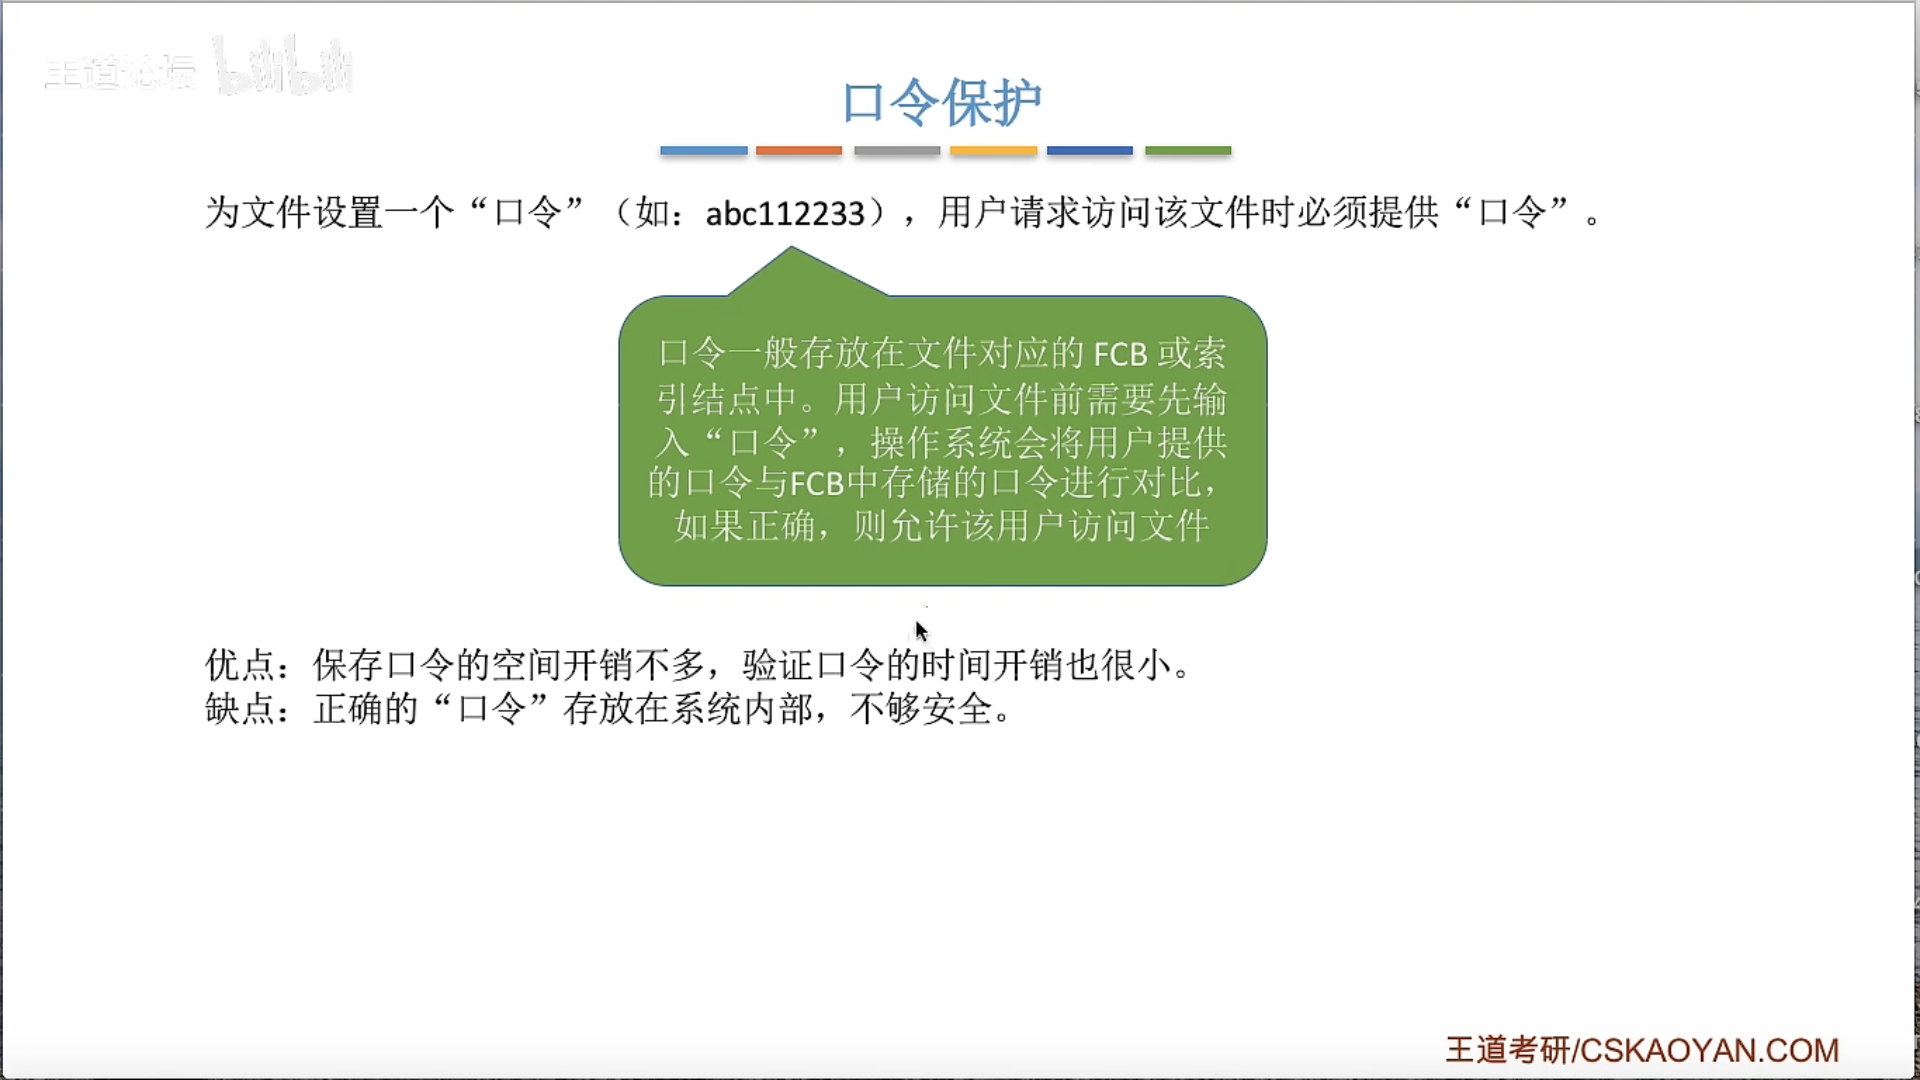 王道论坛 bilibili
口令保护
为文件设置一个“口令”（如：abc112233），用户请求访问该文件时必须提供“口令”。
口令一般存放在文件对应的 FCB 或索
引结点中。用户访问文件前需要先输
入“口令”，操作系统会将用户提供
的口令与FCB中存储的口令进行对比，
如果正确，则允许该用户访问文件
优点：保存口令的空间开销不多，验证口令的时间开销也很小。
缺点：正确的“口令”存放在系统内部，不够安全。
王道考研/CSKAOYAN.COM